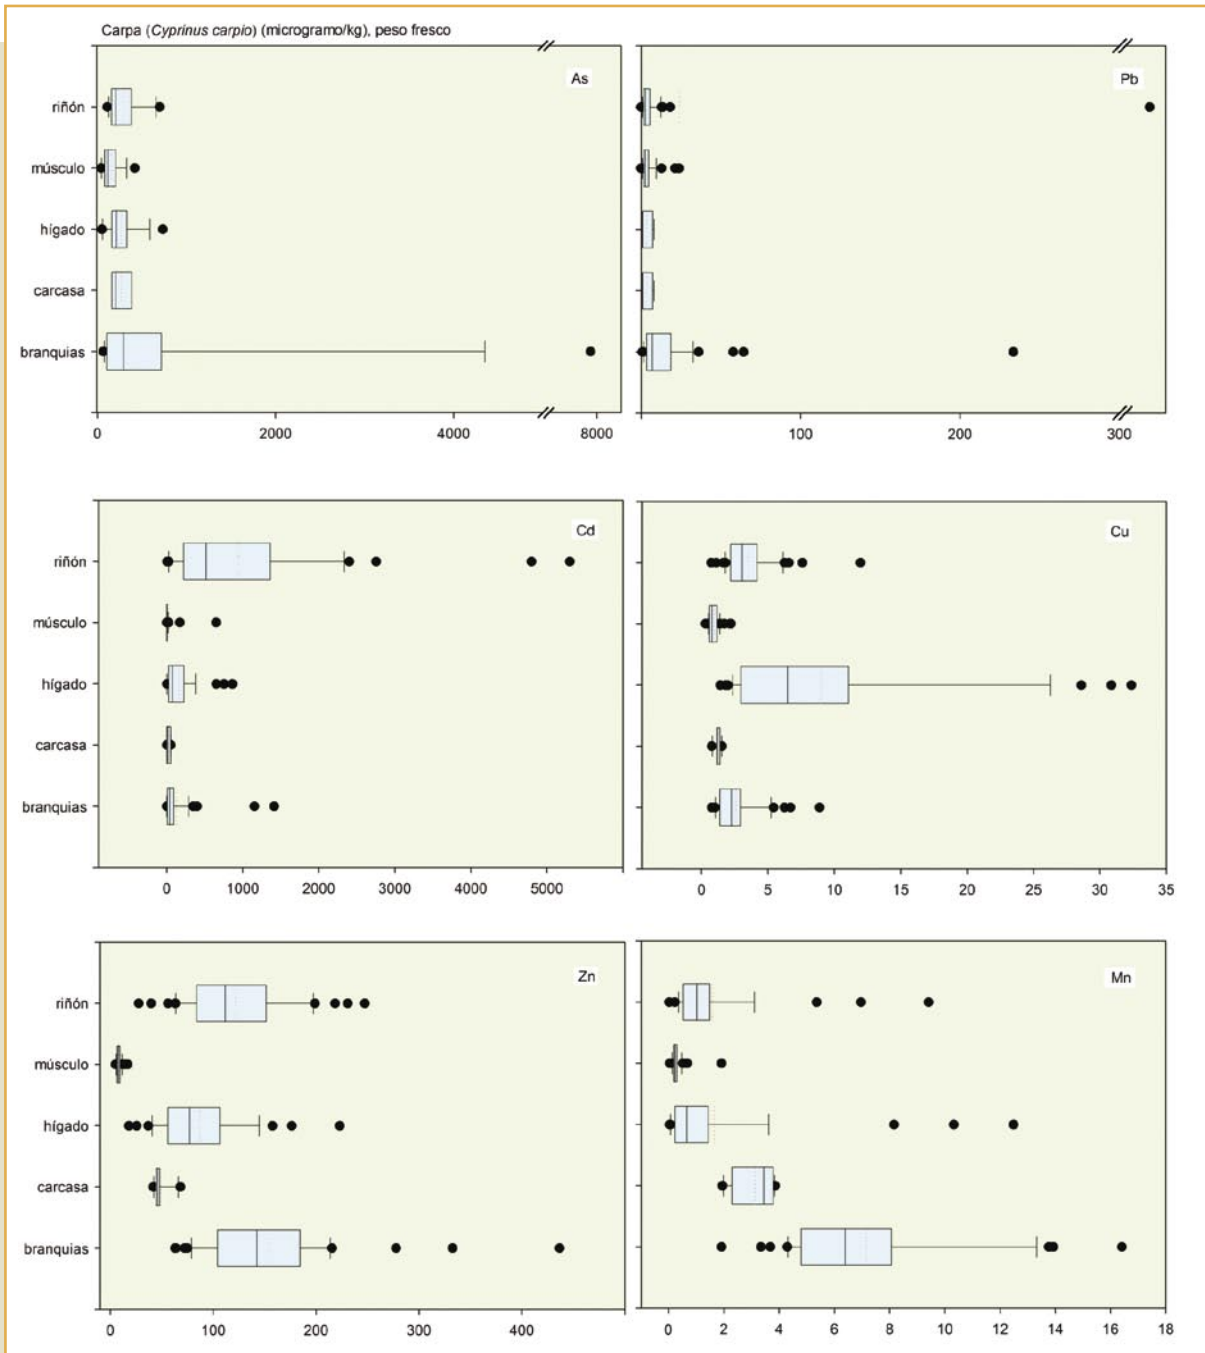 Carpa (Cyprinus carpio) (microgramo/kg), peso fresco
As
riñón
músculo
hígado
carcasa
branquias
0 2000 4000 8000
Pb
100 200 300
Cd
riñón
músculo
hígado
carcasa
branquias
0 1000 2000 3000 4000 5000
Cu
0 5 10 15 20 25 30 35
Zn
riñón
músculo
hígado
carcasa
branquias
0 100 200 300 400
Mn
0 2 4 6 8 10 12 14 16 18